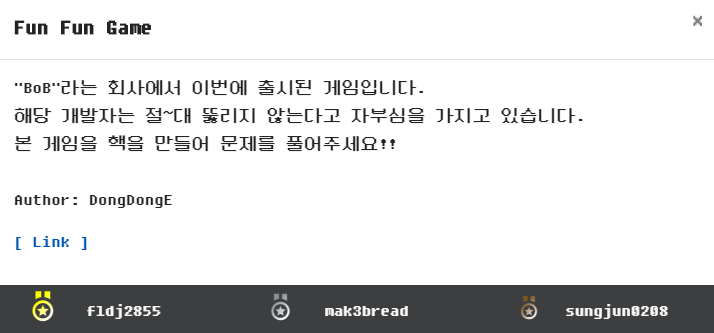 Fun Fun Game
×
"BoB"라는 회사에서 이번에 출시된 게임입니다.
해당 개발자는 절~대 뚫리지 않는다고 자부심을 가지고 있습니다.
본 게임을 핵을 만들어 문제를 풀어주세요!!
Author: DongDongE
[ Link ]
fldj2855 mak3bread sungjun0208